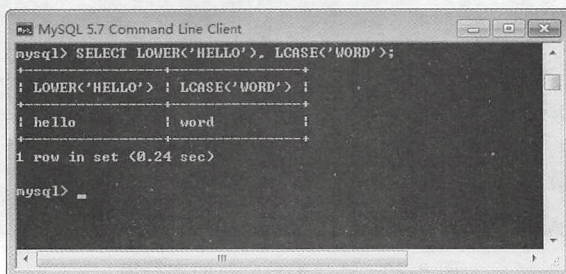 MySQL 5.7 Command Line Client
mysql> SELECT LOWER('HELLO'), LCASE('WORD');
+----------------+---------------+
| LOWER('HELLO') | LCASE('WORD') |
+----------------+---------------+
| hello          | word          |
+----------------+---------------+
1 row in set (0.24 sec)
mysql> _